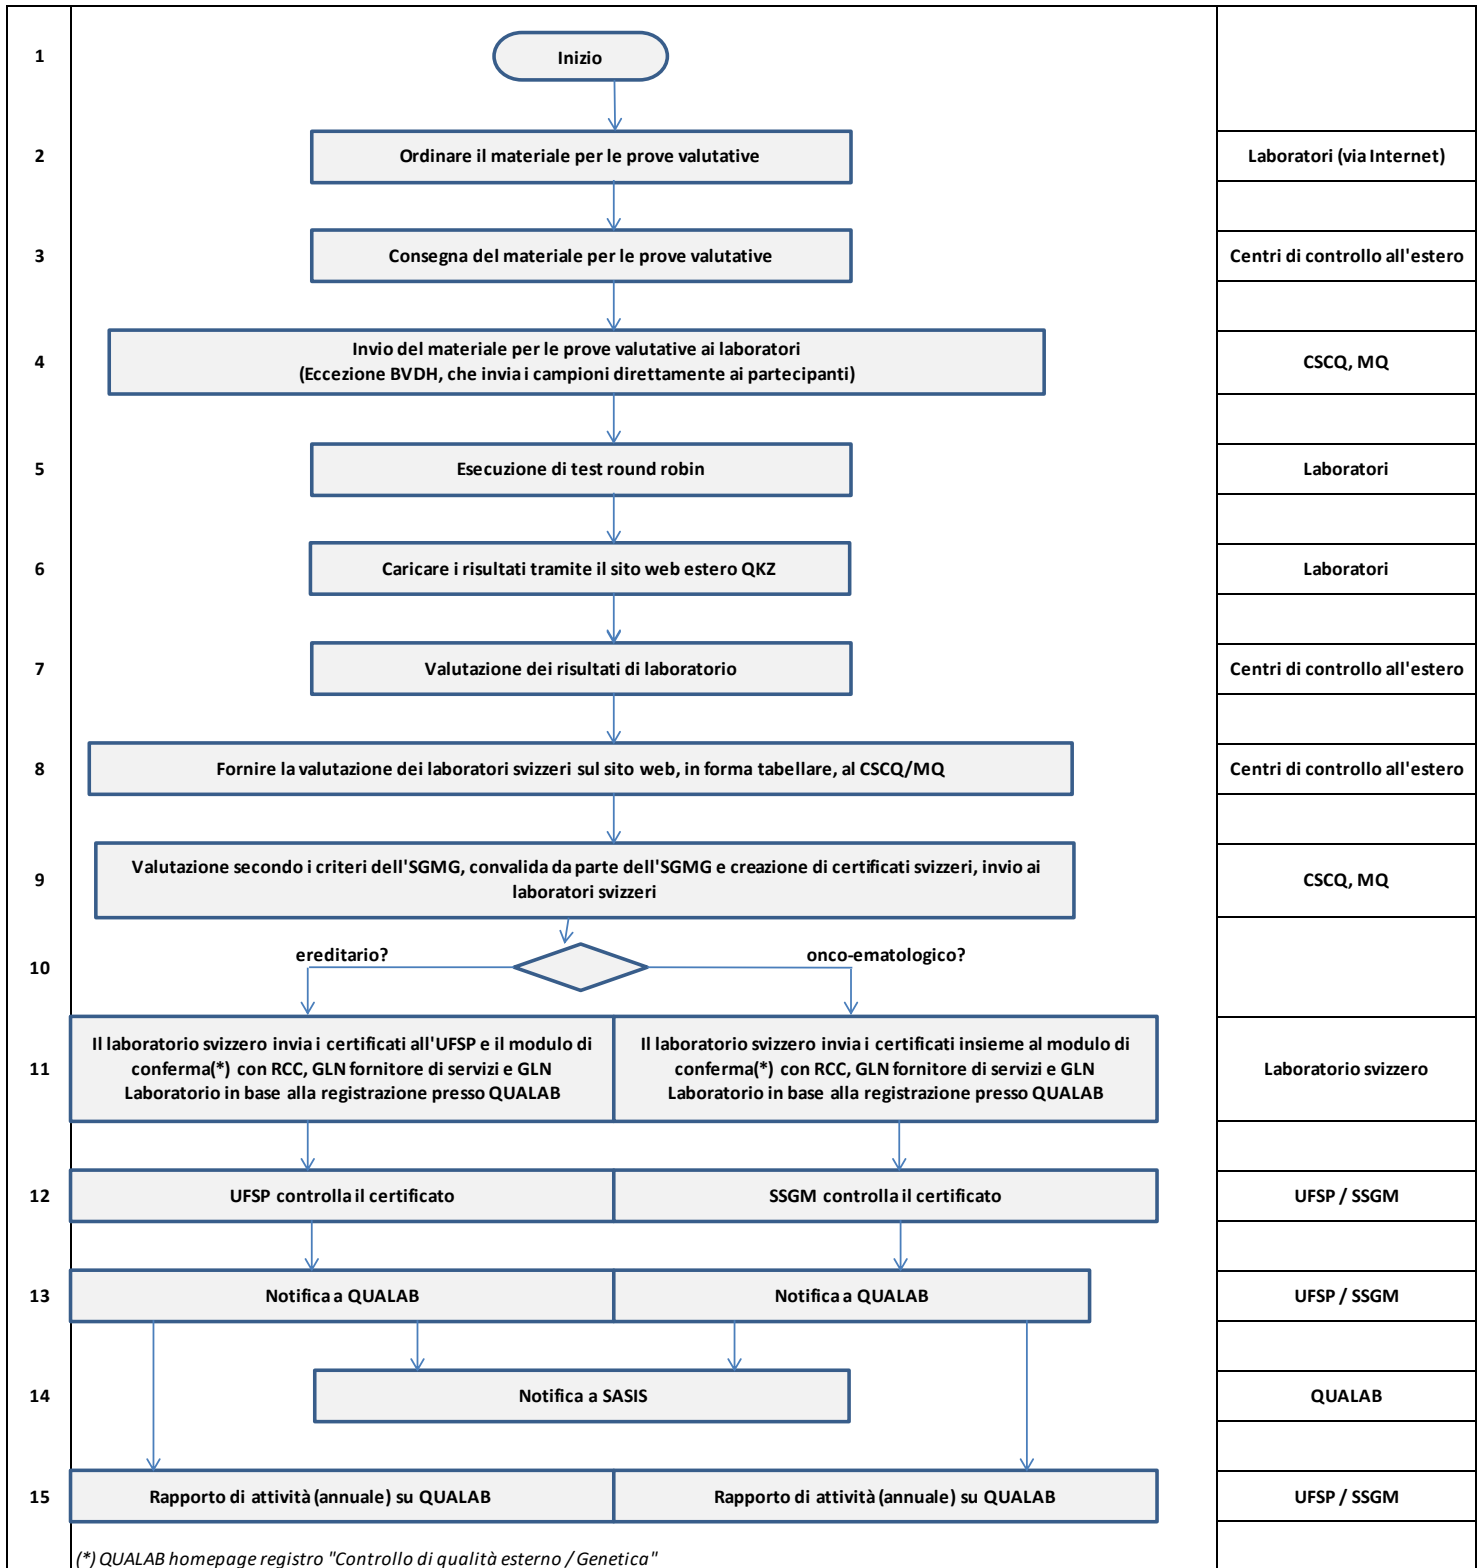 1
Inizio
2
Ordinare il materiale per le prove valutative
Laboratori (via Internet)
3
Consegna del materiale per le prove valutative
Centri di controllo all'estero
4
Invio del materiale per le prove valutative ai laboratori
(Eccezione BVDH, che invia i campioni direttamente ai partecipanti)
CSCQ, MQ
5
Esecuzione di test round robin
Laboratori
6
Caricare i risultati tramite il sito web estero QKZ
Laboratori
7
Valutazione dei risultati di laboratorio
Centri di controllo all'estero
8
Fornire la valutazione dei laboratori svizzeri sul sito web, in forma tabellare, al CSCQ/MQ
Centri di controllo all'estero
9
Valutazione secondo i criteri dell'SGMG, convalida da parte dell'SGMG e creazione di certificati svizzeri, invio ai
laboratori svizzeri
CSCQ, MQ
10
ereditario?
onco-ematologico?
11
Il laboratorio svizzero invia i certificati all'UFSP e il modulo di
conferma(*) con RCC, GLN fornitore di servizi e GLN
Laboratorio in base alla registrazione presso QUALAB
Il laboratorio svizzero invia i certificati insieme al modulo di
conferma(*) con RCC, GLN fornitore di servizi e GLN
Laboratorio in base alla registrazione presso QUALAB
Laboratorio svizzero
12
UFSP controlla il certificato
SSGM controlla il certificato
UFSP / SSGM
13
Notifica a QUALAB
Notifica a QUALAB
UFSP / SSGM
14
Notifica a SASIS
QUALAB
15
Rapporto di attività (annuale) su QUALAB
Rapporto di attività (annuale) su QUALAB
UFSP / SSGM
(*) QUALAB homepage registro "Controllo di qualità esterno / Genetica"